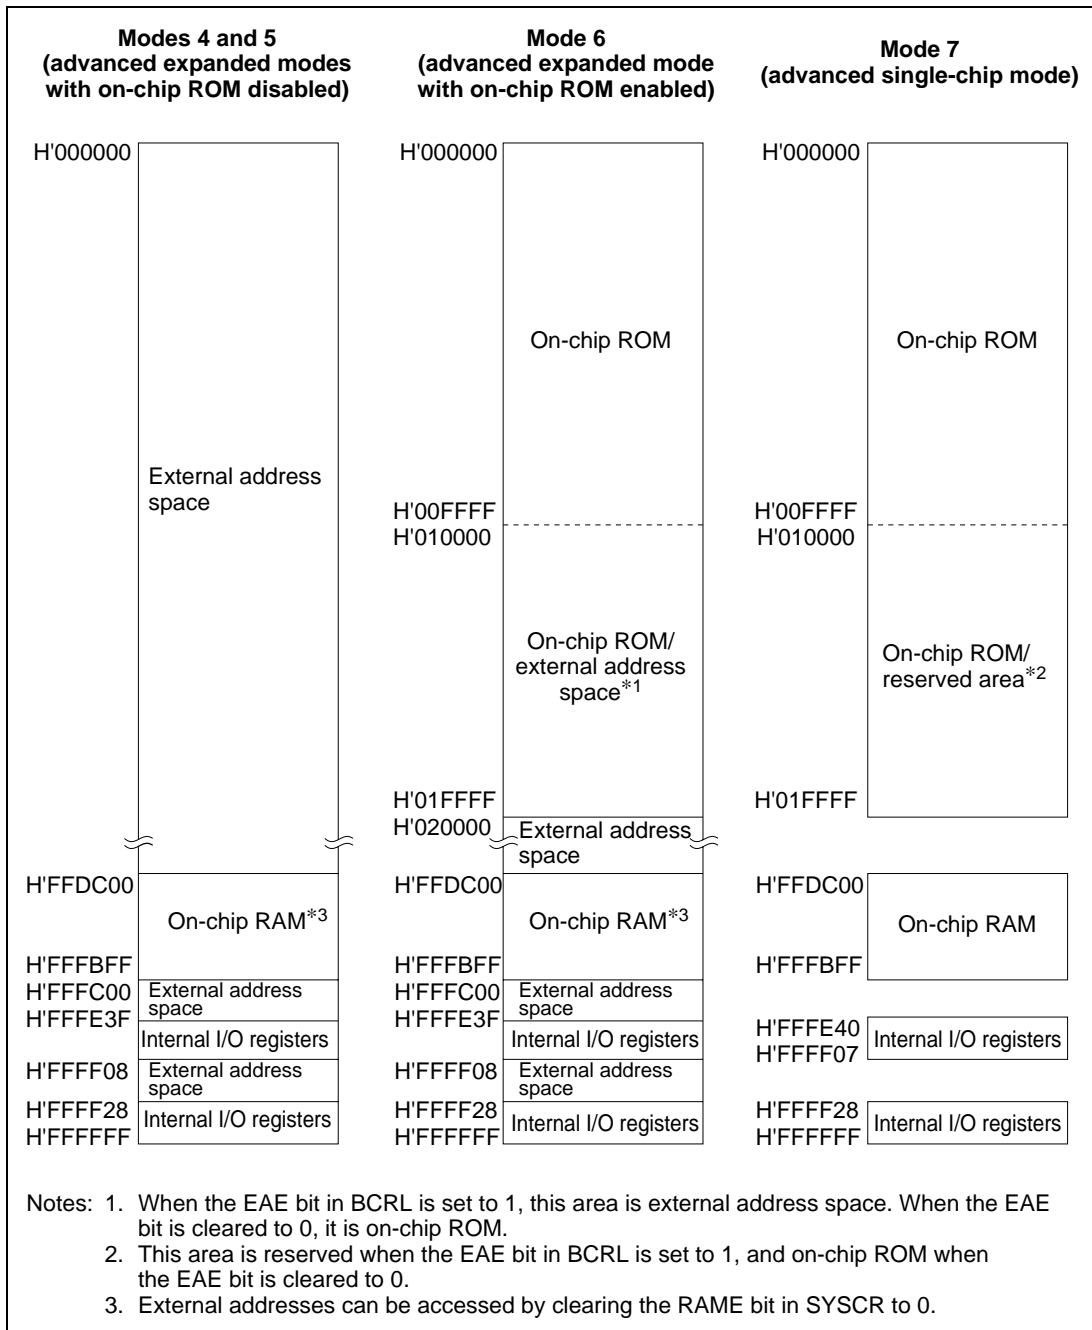 Modes 4 and 5
(advanced expanded modes
with on-chip ROM disabled)
H'000000
External address
space
H'FFDC00
On-chip RAM*3
H'FFFBFF
H'FFFC00
External address
space
H'FFFE3F
Internal I/O registers
H'FFFF08
External address
space
H'FFFF28
Internal I/O registers
H'FFFFFF
Mode 6
(advanced expanded mode
with on-chip ROM enabled)
H'000000
On-chip ROM
H'00FFFF
H'010000
On-chip ROM/
external address
space*1
H'01FFFF
H'020000
External address
space
H'FFDC00
On-chip RAM*3
H'FFFBFF
H'FFFC00
External address
space
H'FFFE3F
Internal I/O registers
H'FFFF08
External address
space
H'FFFF28
Internal I/O registers
H'FFFFFF
Mode 7
(advanced single-chip mode)
H'000000
On-chip ROM
H'00FFFF
H'010000
On-chip ROM/
reserved area*2
H'01FFFF
H'FFDC00
On-chip RAM
H'FFFBFF
H'FFFE40
Internal I/O registers
H'FFFF07
H'FFFF28
Internal I/O registers
H'FFFFFF
Notes: 1. When the EAE bit in BCRL is set to 1, this area is external address space. When the EAE
bit is cleared to 0, it is on-chip ROM.
2. This area is reserved when the EAE bit in BCRL is set to 1, and on-chip ROM when
the EAE bit is cleared to 0.
3. External addresses can be accessed by clearing the RAME bit in SYSCR to 0.